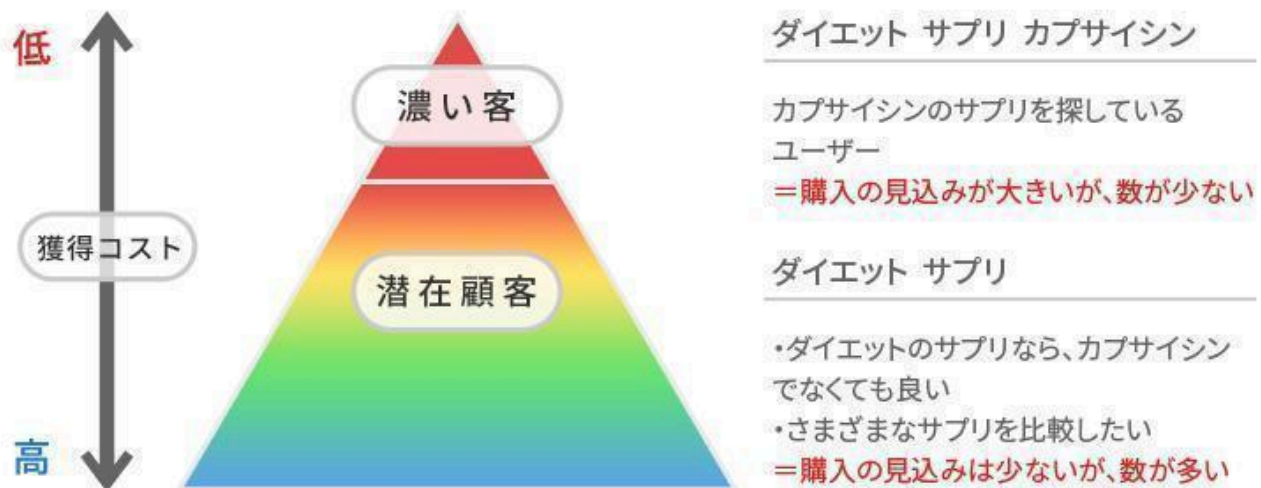 低
濃い客
獲得コスト
潜在顧客
高
ダイエット サプリ カプサイシン
カプサイシンのサプリを探している
ユーザー
＝購入の見込みが大きいが、数が少ない
ダイエット サプリ
・ダイエットのサプリなら、カプサイシン
でなくても良い
・さまざまなサプリを比較したい
＝購入の見込みは少ないが、数が多い